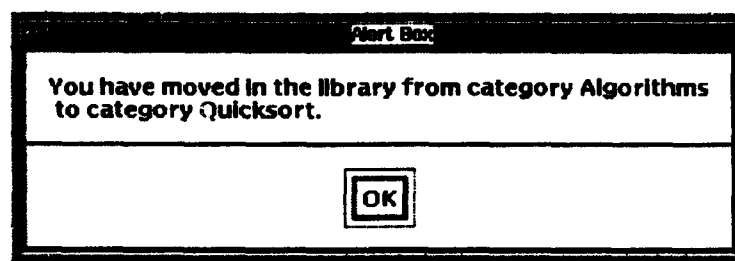 Alert Box
You have moved in the library from category Algorithms
to category Quicksort.
OK